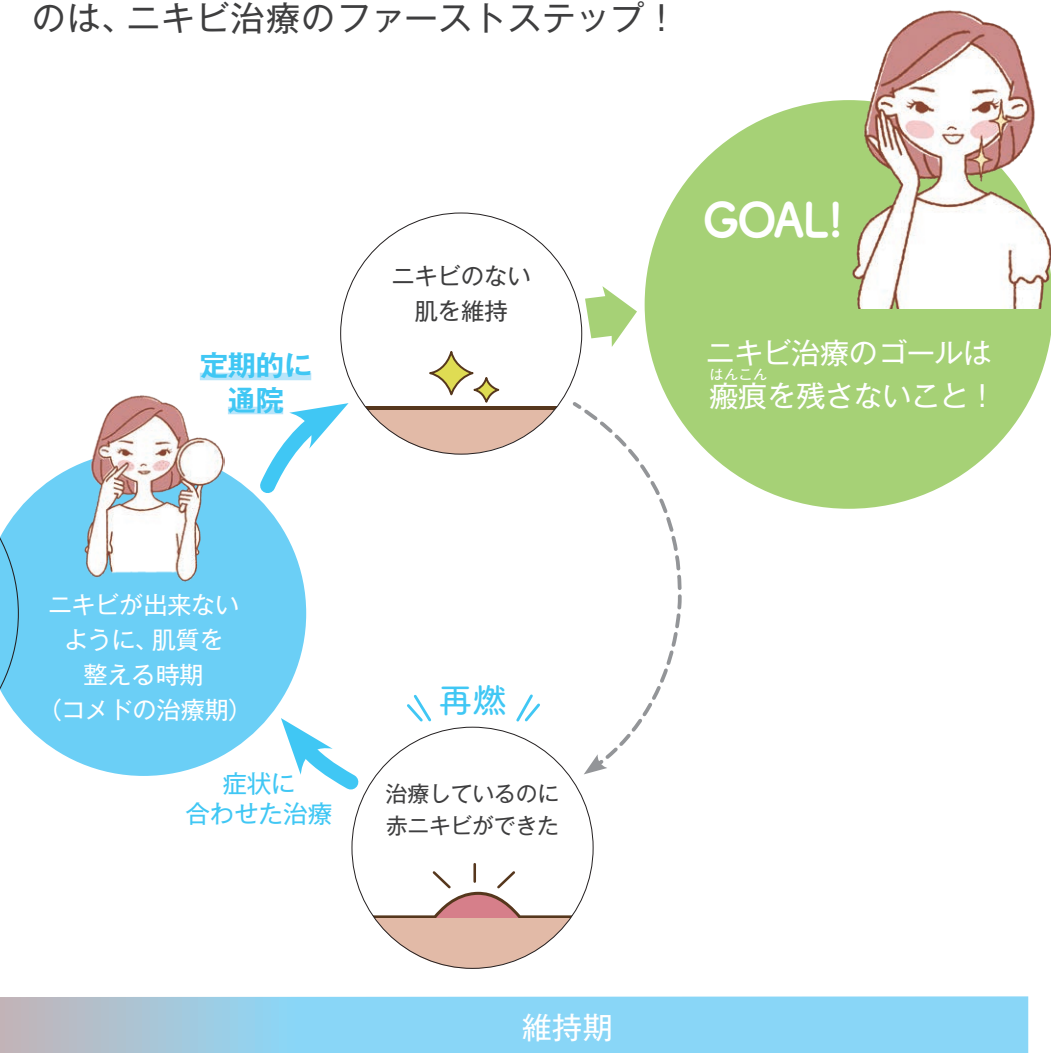 のは、ニキビ治療のファーストステップ！
GOAL!
ニキビ治療のゴールは
はんこん
瘢痕を残さないこと！
ニキビのない
肌を維持
定期的に
通院
ニキビが出来ない
ように、肌質を
整える時期
（コメドの治療期）
再燃
症状に
合わせた治療
治療しているのに
赤ニキビができた
維持期